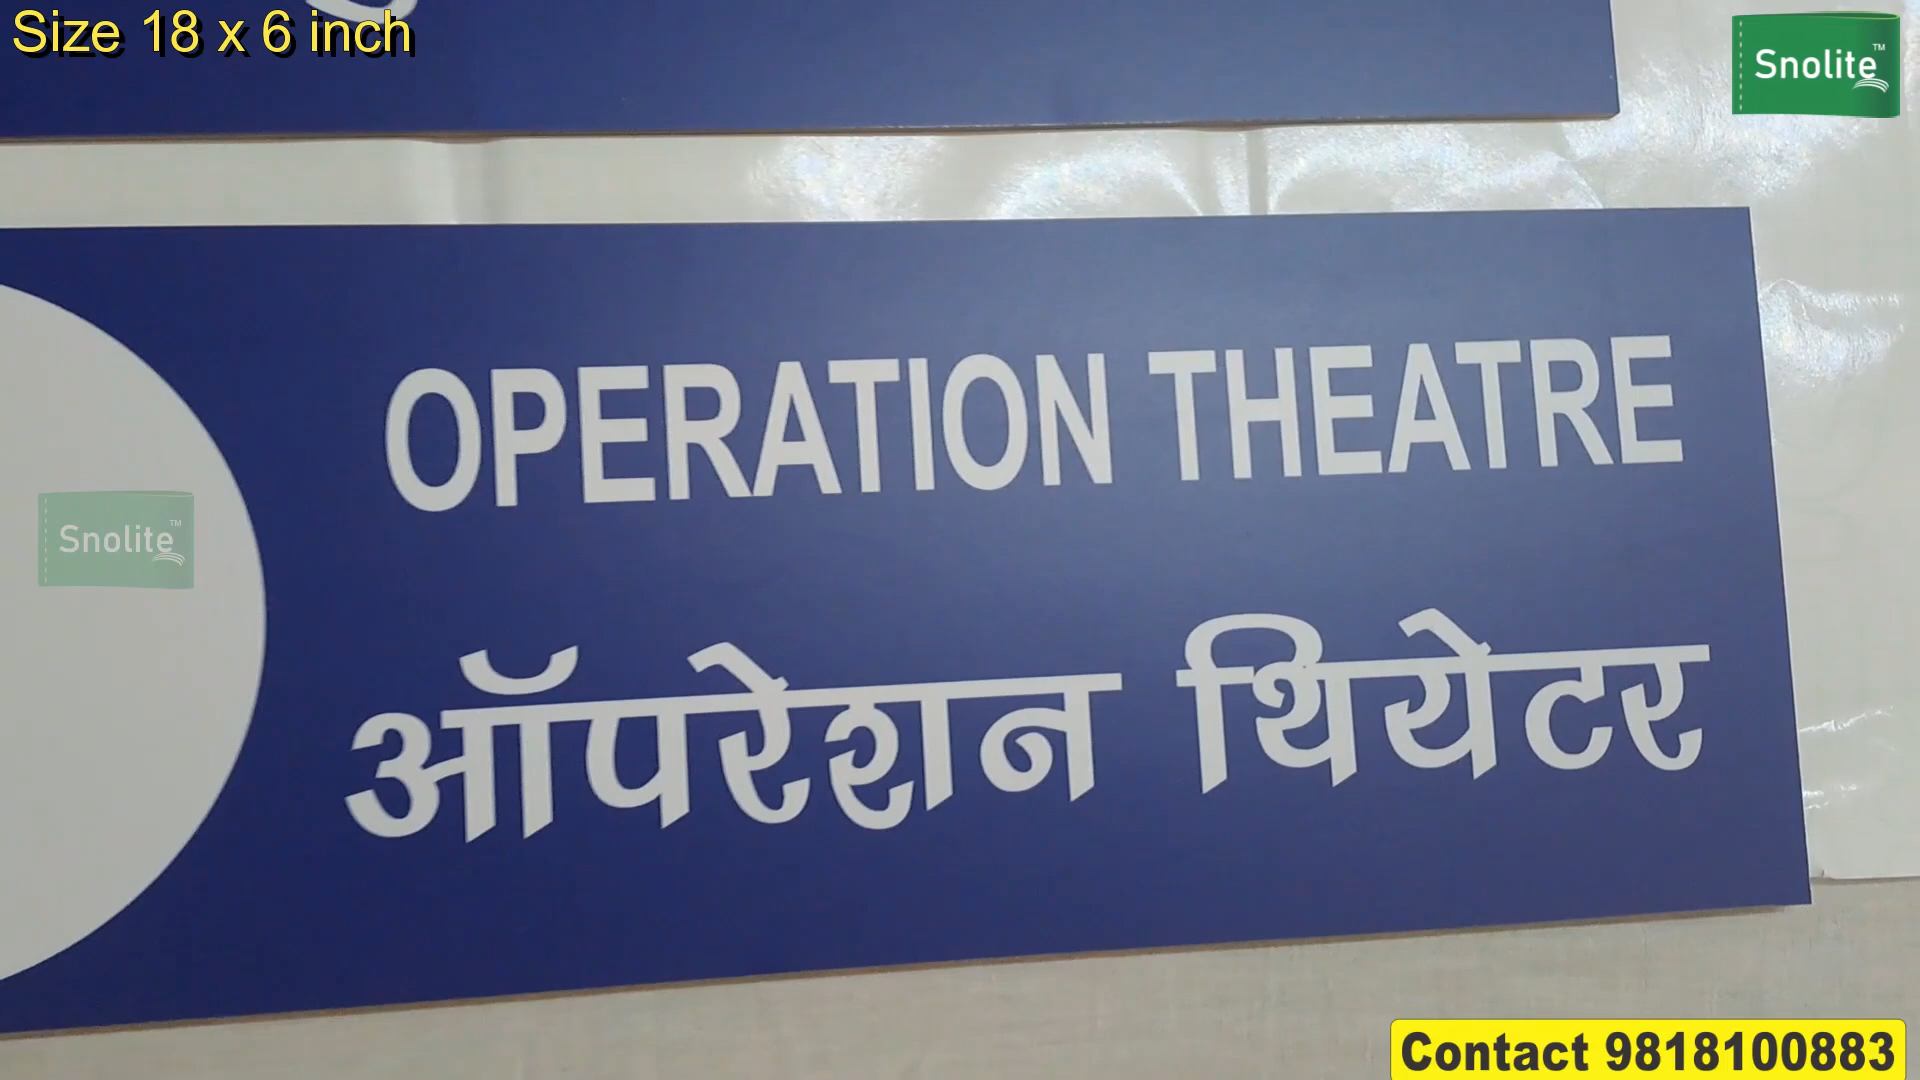 Size 18 x 6 inch
Snolite™
OPERATION THEATRE
Snolite™
ऑपरेशन थियेटर
Contact 9818100883